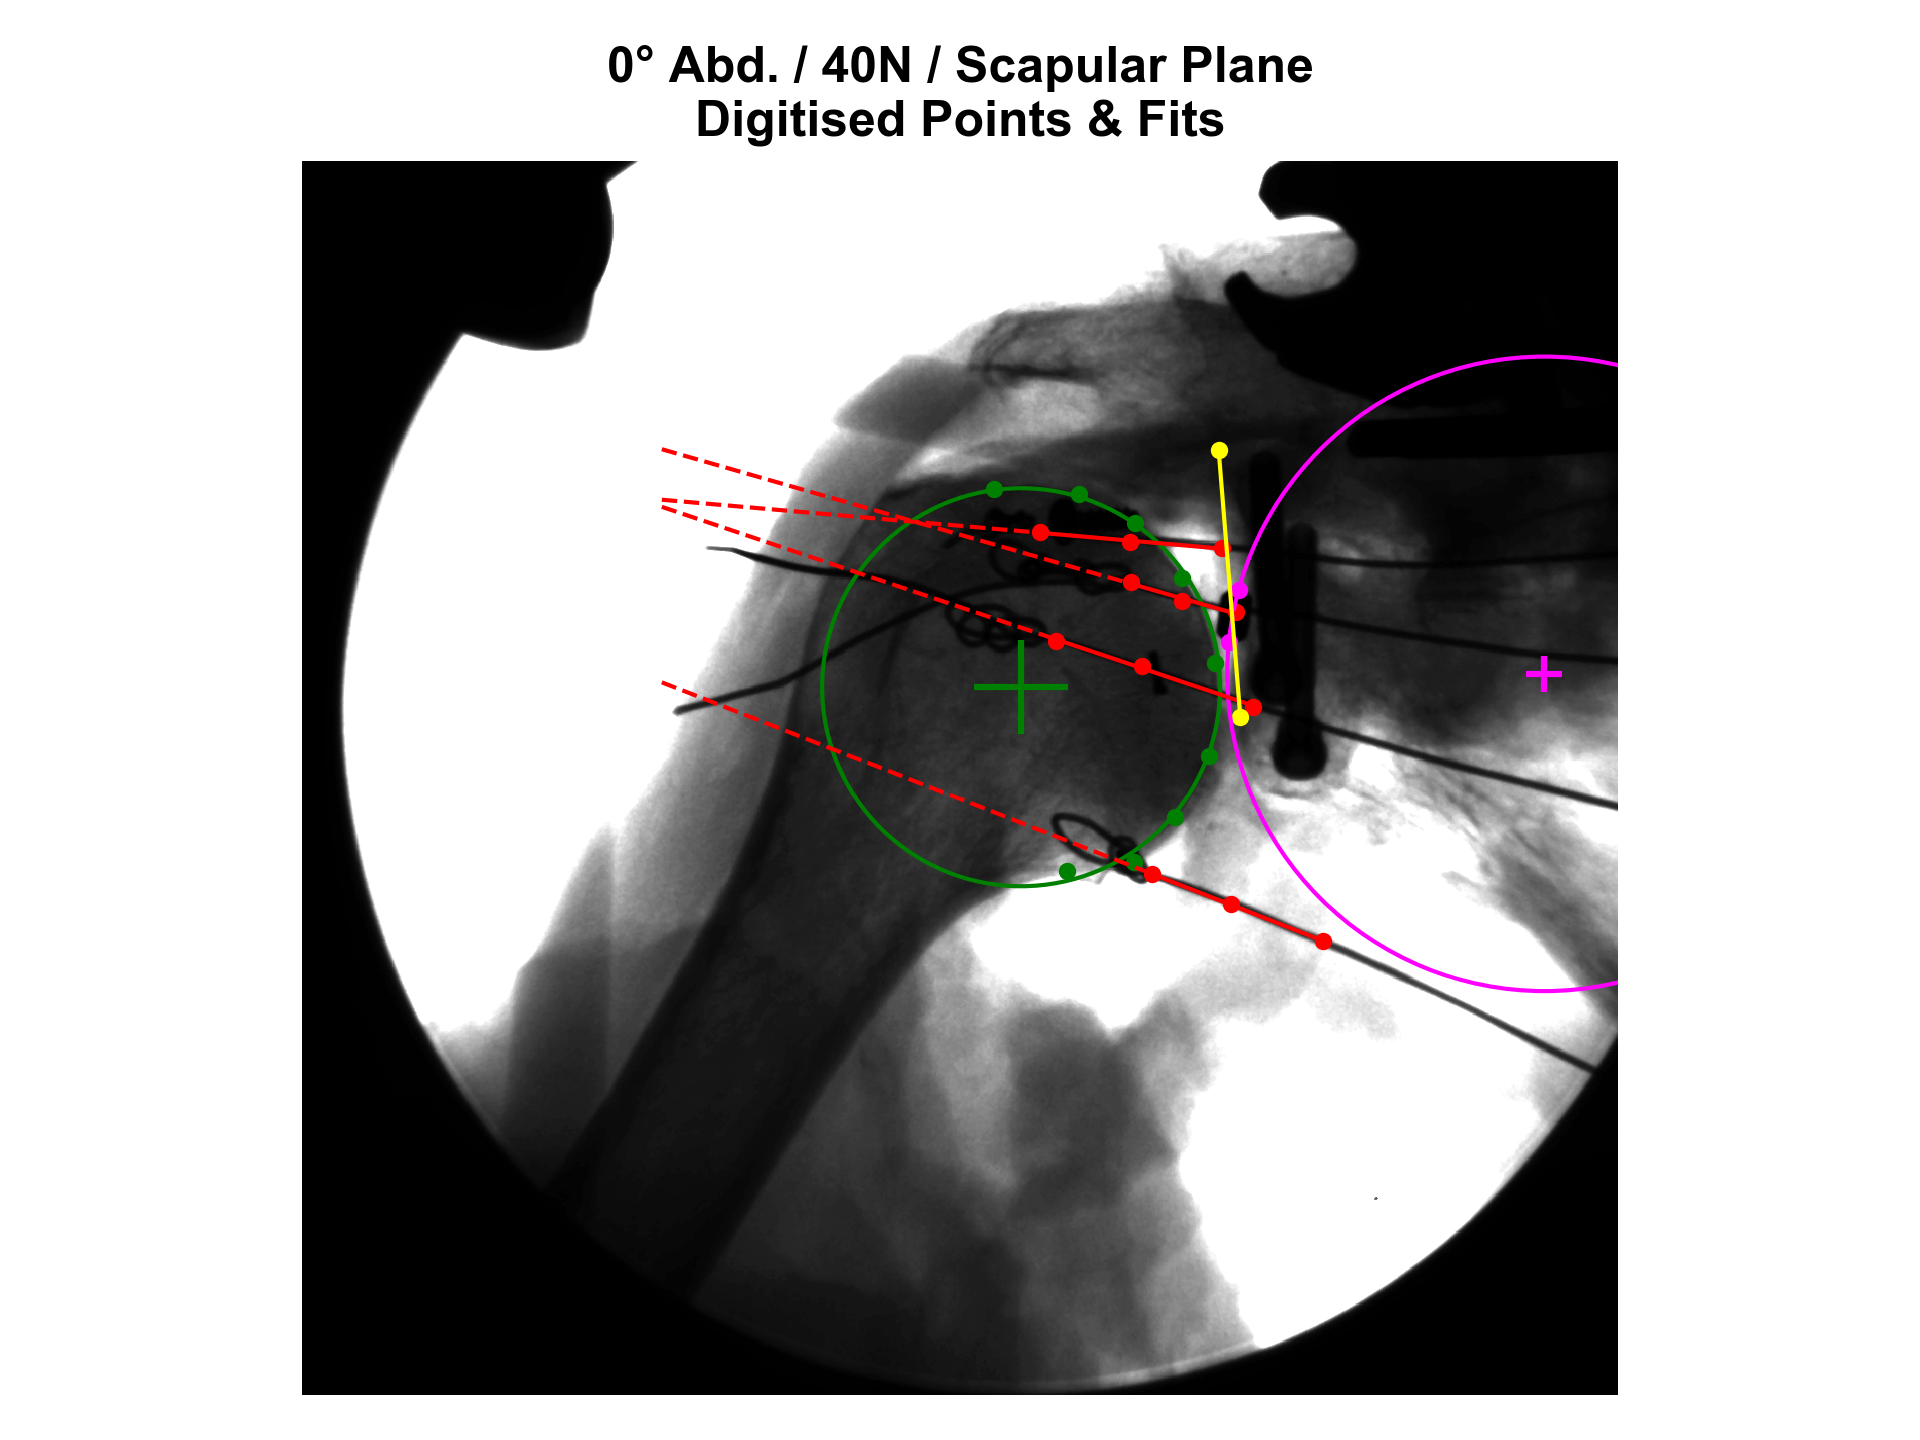 0° Abd. / 40N / Scapular Plane
Digitised Points & Fits